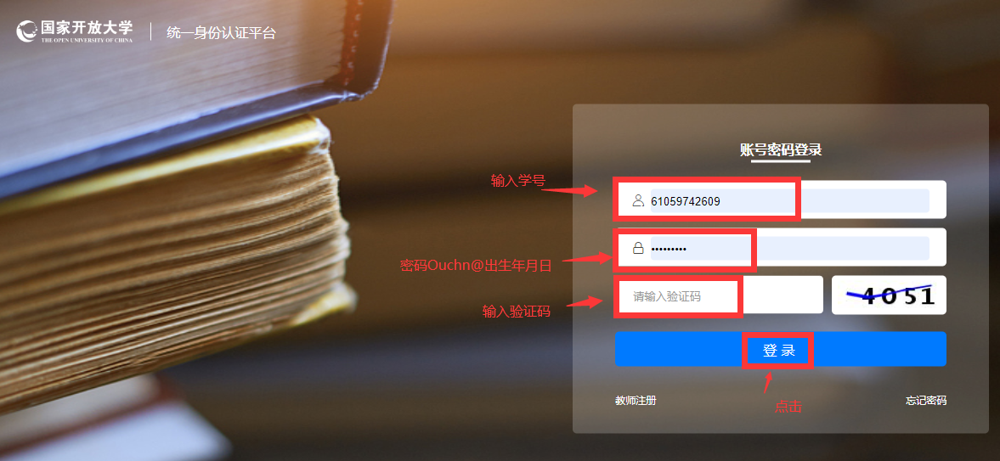 国家开放大学
THE OPEN UNIVERSITY OF CHINA
统一身份认证平台
账号密码登录
输入学号
61059742609
密码Ouchn@出生年月日
•••••••••
输入验证码
请输入验证码
4051
登 录
点击
教师注册
忘记密码